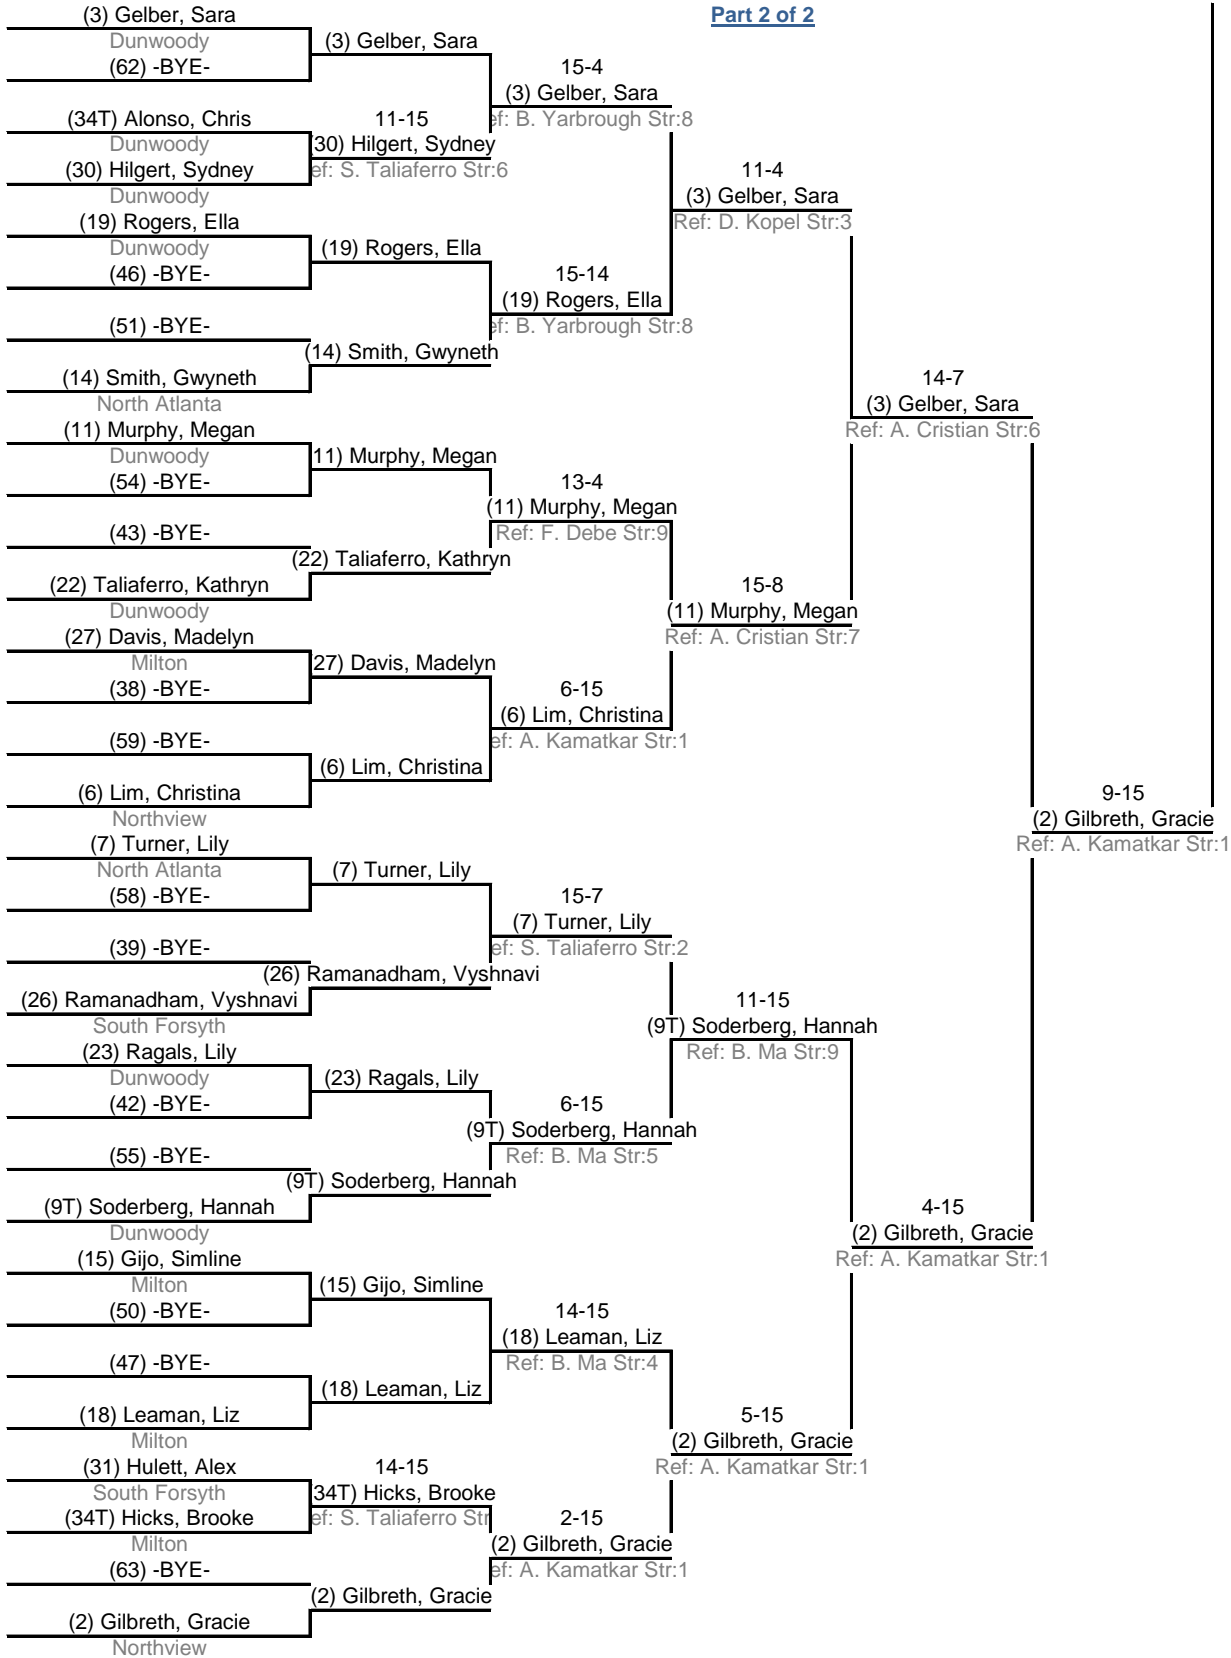 (3) Gelber, Sara
Part 2 of 2
Dunwoody
(3) Gelber, Sara
(62) -BYE-
15-4
(3) Gelber, Sara
(34T) Alonso, Chris
11-15
ef: B. Yarbrough Str:8
Dunwoody
(30) Hilgert, Sydney
(30) Hilgert, Sydney
ef: S. Taliaferro Str:6
11-4
Dunwoody
(3) Gelber, Sara
(19) Rogers, Ella
Ref: D. Kopel Str:3
Dunwoody
(19) Rogers, Ella
(46) -BYE-
15-14
(19) Rogers, Ella
(51) -BYE-
ef: B. Yarbrough Str:8
(14) Smith, Gwyneth
(14) Smith, Gwyneth
14-7
North Atlanta
(3) Gelber, Sara
(11) Murphy, Megan
Ref: A. Cristian Str:6
Dunwoody
11) Murphy, Megan
(54) -BYE-
13-4
(11) Murphy, Megan
(43) -BYE-
Ref: F. Debe Str:9
(22) Taliaferro, Kathryn
(22) Taliaferro, Kathryn
15-8
Dunwoody
(11) Murphy, Megan
(27) Davis, Madelyn
Ref: A. Cristian Str:7
Milton
27) Davis, Madelyn
(38) -BYE-
6-15
(6) Lim, Christina
(59) -BYE-
ef: A. Kamatkar Str:1
(6) Lim, Christina
(6) Lim, Christina
9-15
Northview
(2) Gilbreth, Gracie
(7) Turner, Lily
Ref: A. Kamatkar Str:1
North Atlanta
(7) Turner, Lily
(58) -BYE-
15-7
(7) Turner, Lily
(39) -BYE-
ef: S. Taliaferro Str:2
(26) Ramanadham, Vyshnavi
(26) Ramanadham, Vyshnavi
11-15
South Forsyth
(9T) Soderberg, Hannah
(23) Ragals, Lily
Ref: B. Ma Str:9
Dunwoody
(23) Ragals, Lily
(42) -BYE-
6-15
(9T) Soderberg, Hannah
(55) -BYE-
Ref: B. Ma Str:5
(9T) Soderberg, Hannah
(9T) Soderberg, Hannah
4-15
Dunwoody
(2) Gilbreth, Gracie
(15) Gijo, Simline
Ref: A. Kamatkar Str:1
Milton
(15) Gijo, Simline
(50) -BYE-
14-15
(18) Leaman, Liz
(47) -BYE-
Ref: B. Ma Str:4
(18) Leaman, Liz
(18) Leaman, Liz
5-15
Milton
(2) Gilbreth, Gracie
(31) Hulett, Alex
14-15
Ref: A. Kamatkar Str:1
South Forsyth
34T) Hicks, Brooke
(34T) Hicks, Brooke
ef: S. Taliaferro Str
2-15
Milton
(2) Gilbreth, Gracie
(63) -BYE-
ef: A. Kamatkar Str:1
(2) Gilbreth, Gracie
(2) Gilbreth, Gracie
Northview